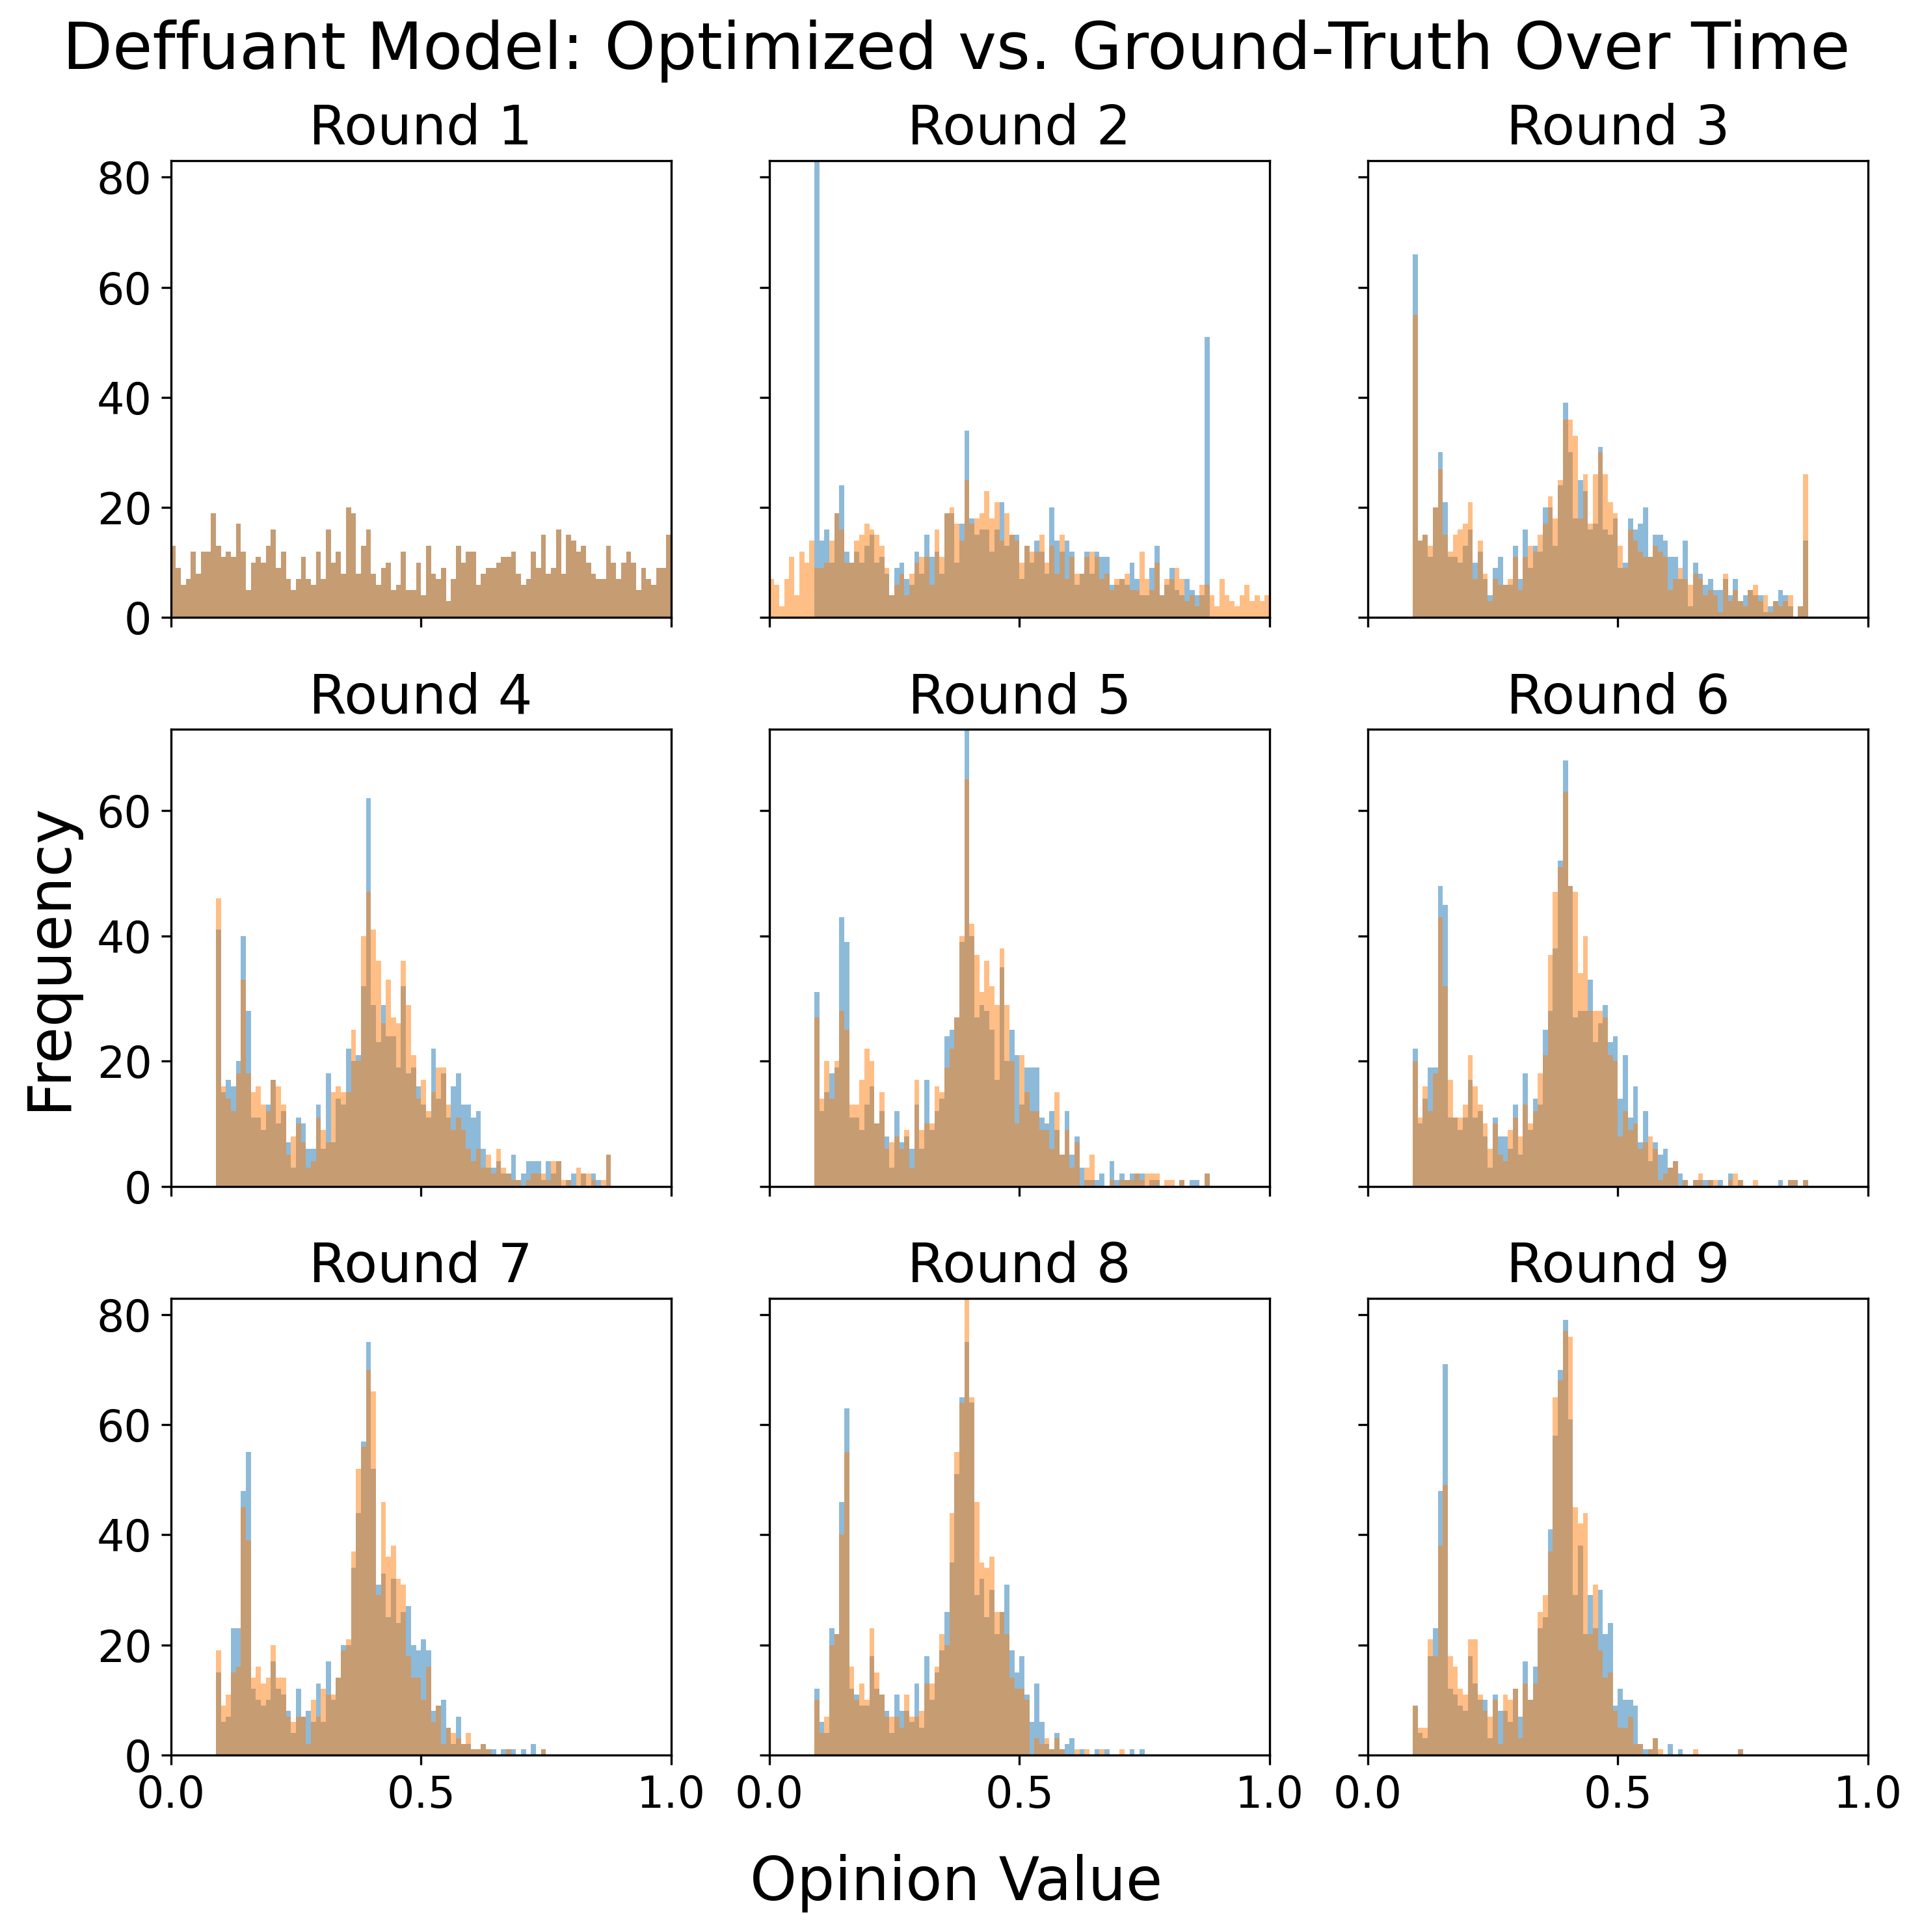 Deffuant Model: Optimized vs. Ground-Truth Over Time
Round 1
Round 2
Round 3
80
60
40
20
0
Round 4
Round 5
Round 6
60
40
20
0
Frequency
Round 7
Round 8
Round 9
80
60
40
20
0
0.0 0.5 1.0
0.0 0.5 1.0
0.0 0.5 1.0
Opinion Value